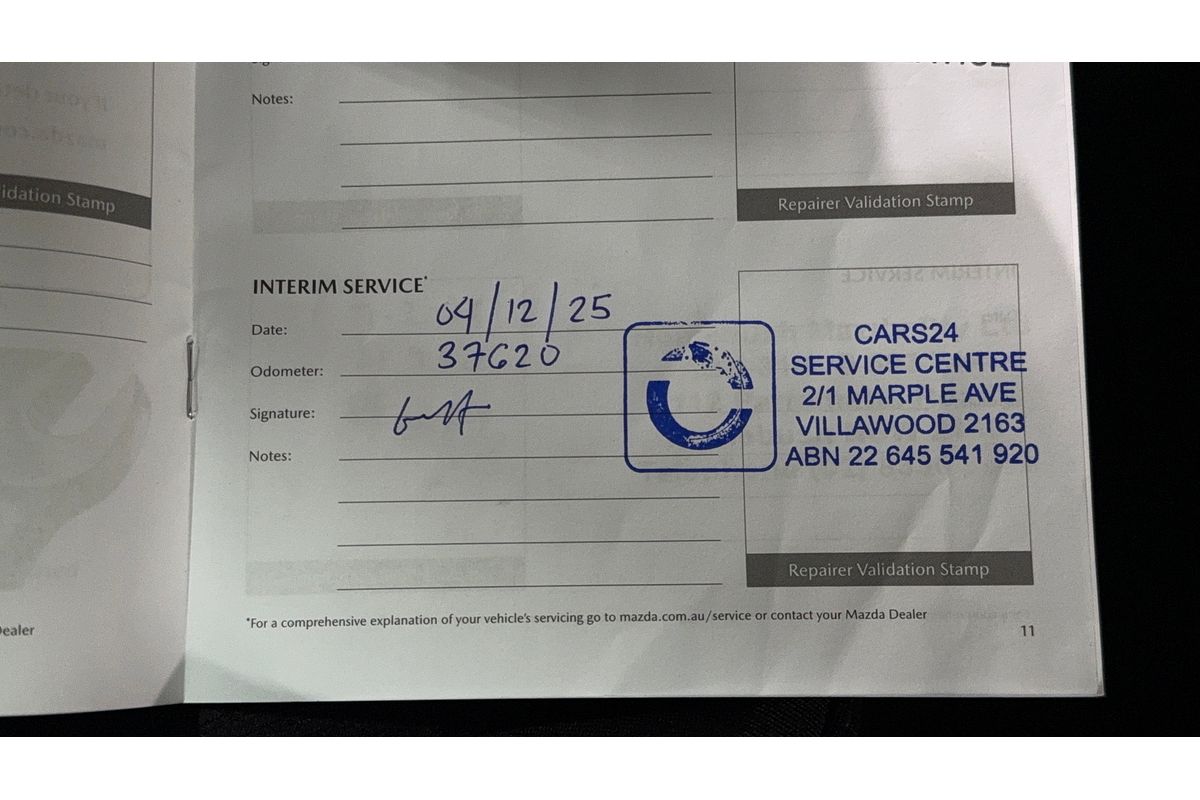 Notes:
idation Stamp
Repairer Validation Stamp
INTERIM SERVICE*
Date: 04/12/25
Odometer: 37620
Signature:
Notes:
CARS24
SERVICE CENTRE
2/1 MARPLE AVE
VILLAWOOD 2163
ABN 22 645 541 920
Repairer Validation Stamp
*For a comprehensive explanation of your vehicle's servicing go to mazda.com.au/service or contact your Mazda Dealer
Dealer
11